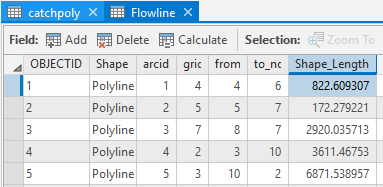 catchpoly Flowline
Field: Add Delete Calculate Selection: Zoom To
OBJECTID Shape arcid gric from to_nc Shape_Length
1 Polyline 1 4 4 6 822.609307
2 Polyline 2 5 5 7 172.279221
3 Polyline 3 7 8 7 2920.035713
4 Polyline 4 2 3 10 3611.46753
5 Polyline 5 3 10 2 6871.538957